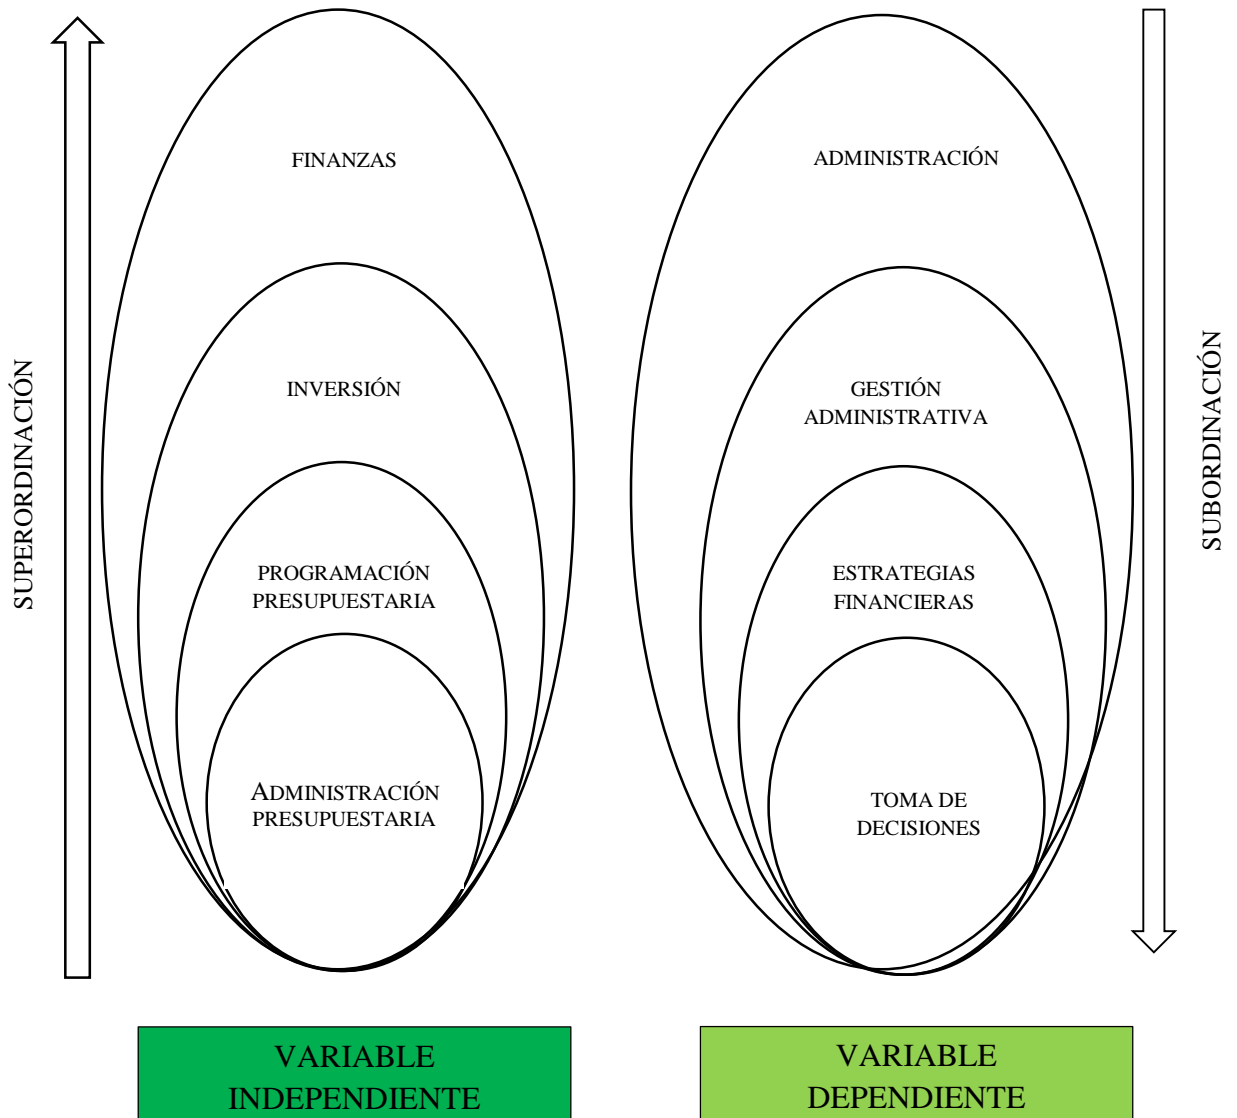 SUPERORDINACIÓN
FINANZAS
INVERSIÓN
PROGRAMACIÓN
PRESUPUESTARIA
ADMINISTRACIÓN
PRESUPUESTARIA
VARIABLE
INDEPENDIENTE
ADMINISTRACIÓN
GESTIÓN
ADMINISTRATIVA
ESTRATEGIAS
FINANCIERAS
TOMA DE
DECISIONES
VARIABLE
DEPENDIENTE
SUBORDINACIÓN